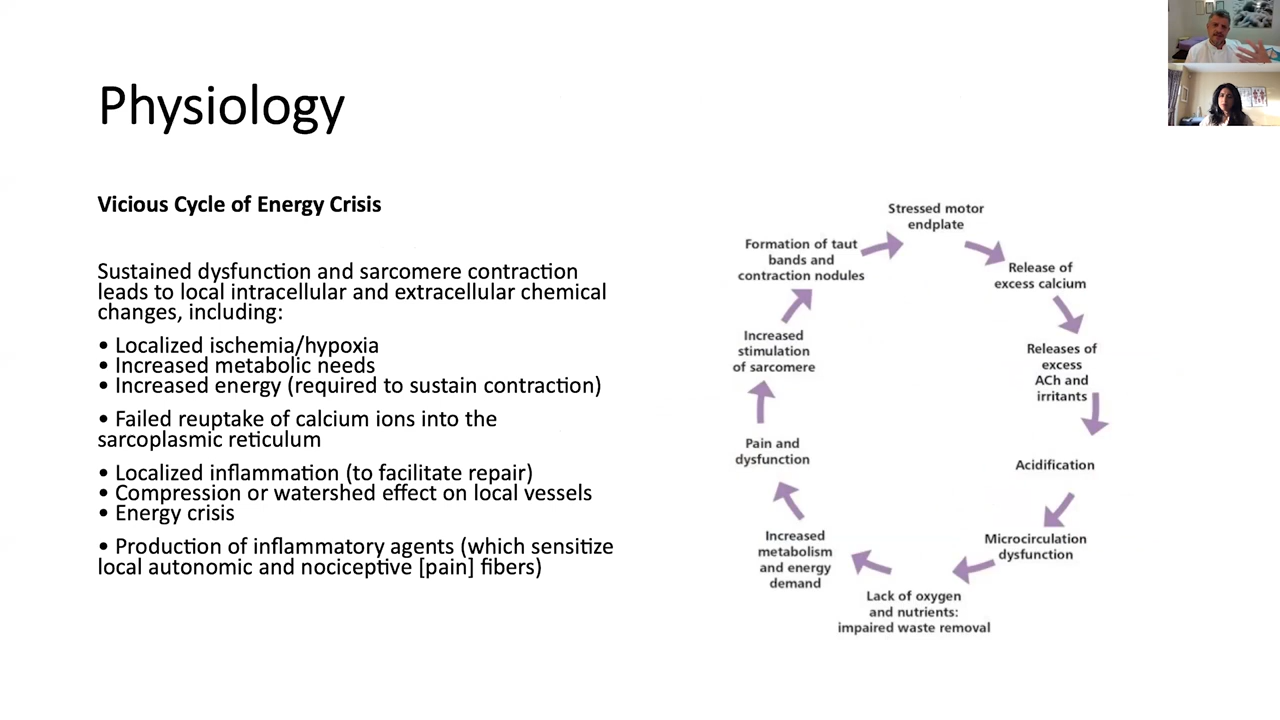 Physiology
Vicious Cycle of Energy Crisis
Sustained dysfunction and sarcomere contraction
leads to local intracellular and extracellular chemical
changes, including:
• Localized ischemia/hypoxia
• Increased metabolic needs
• Increased energy (required to sustain contraction)
• Failed reuptake of calcium ions into the
sarcoplasmic reticulum
• Localized inflammation (to facilitate repair)
• Compression or watershed effect on local vessels
• Energy crisis
• Production of inflammatory agents (which sensitize
local autonomic and nociceptive [pain] fibers)
Stressed motor
endplate
Release of
excess calcium
Releases of
excess
ACh and
irritants
Acidification
Microcirculation
dysfunction
Lack of oxygen
and nutrients:
impaired waste removal
Increased
metabolism
and energy
demand
Pain and
dysfunction
Increased
stimulation
of sarcomere
Formation of taut
bands and
contraction nodules